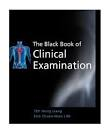 The Black Book of
Clinical
Examination